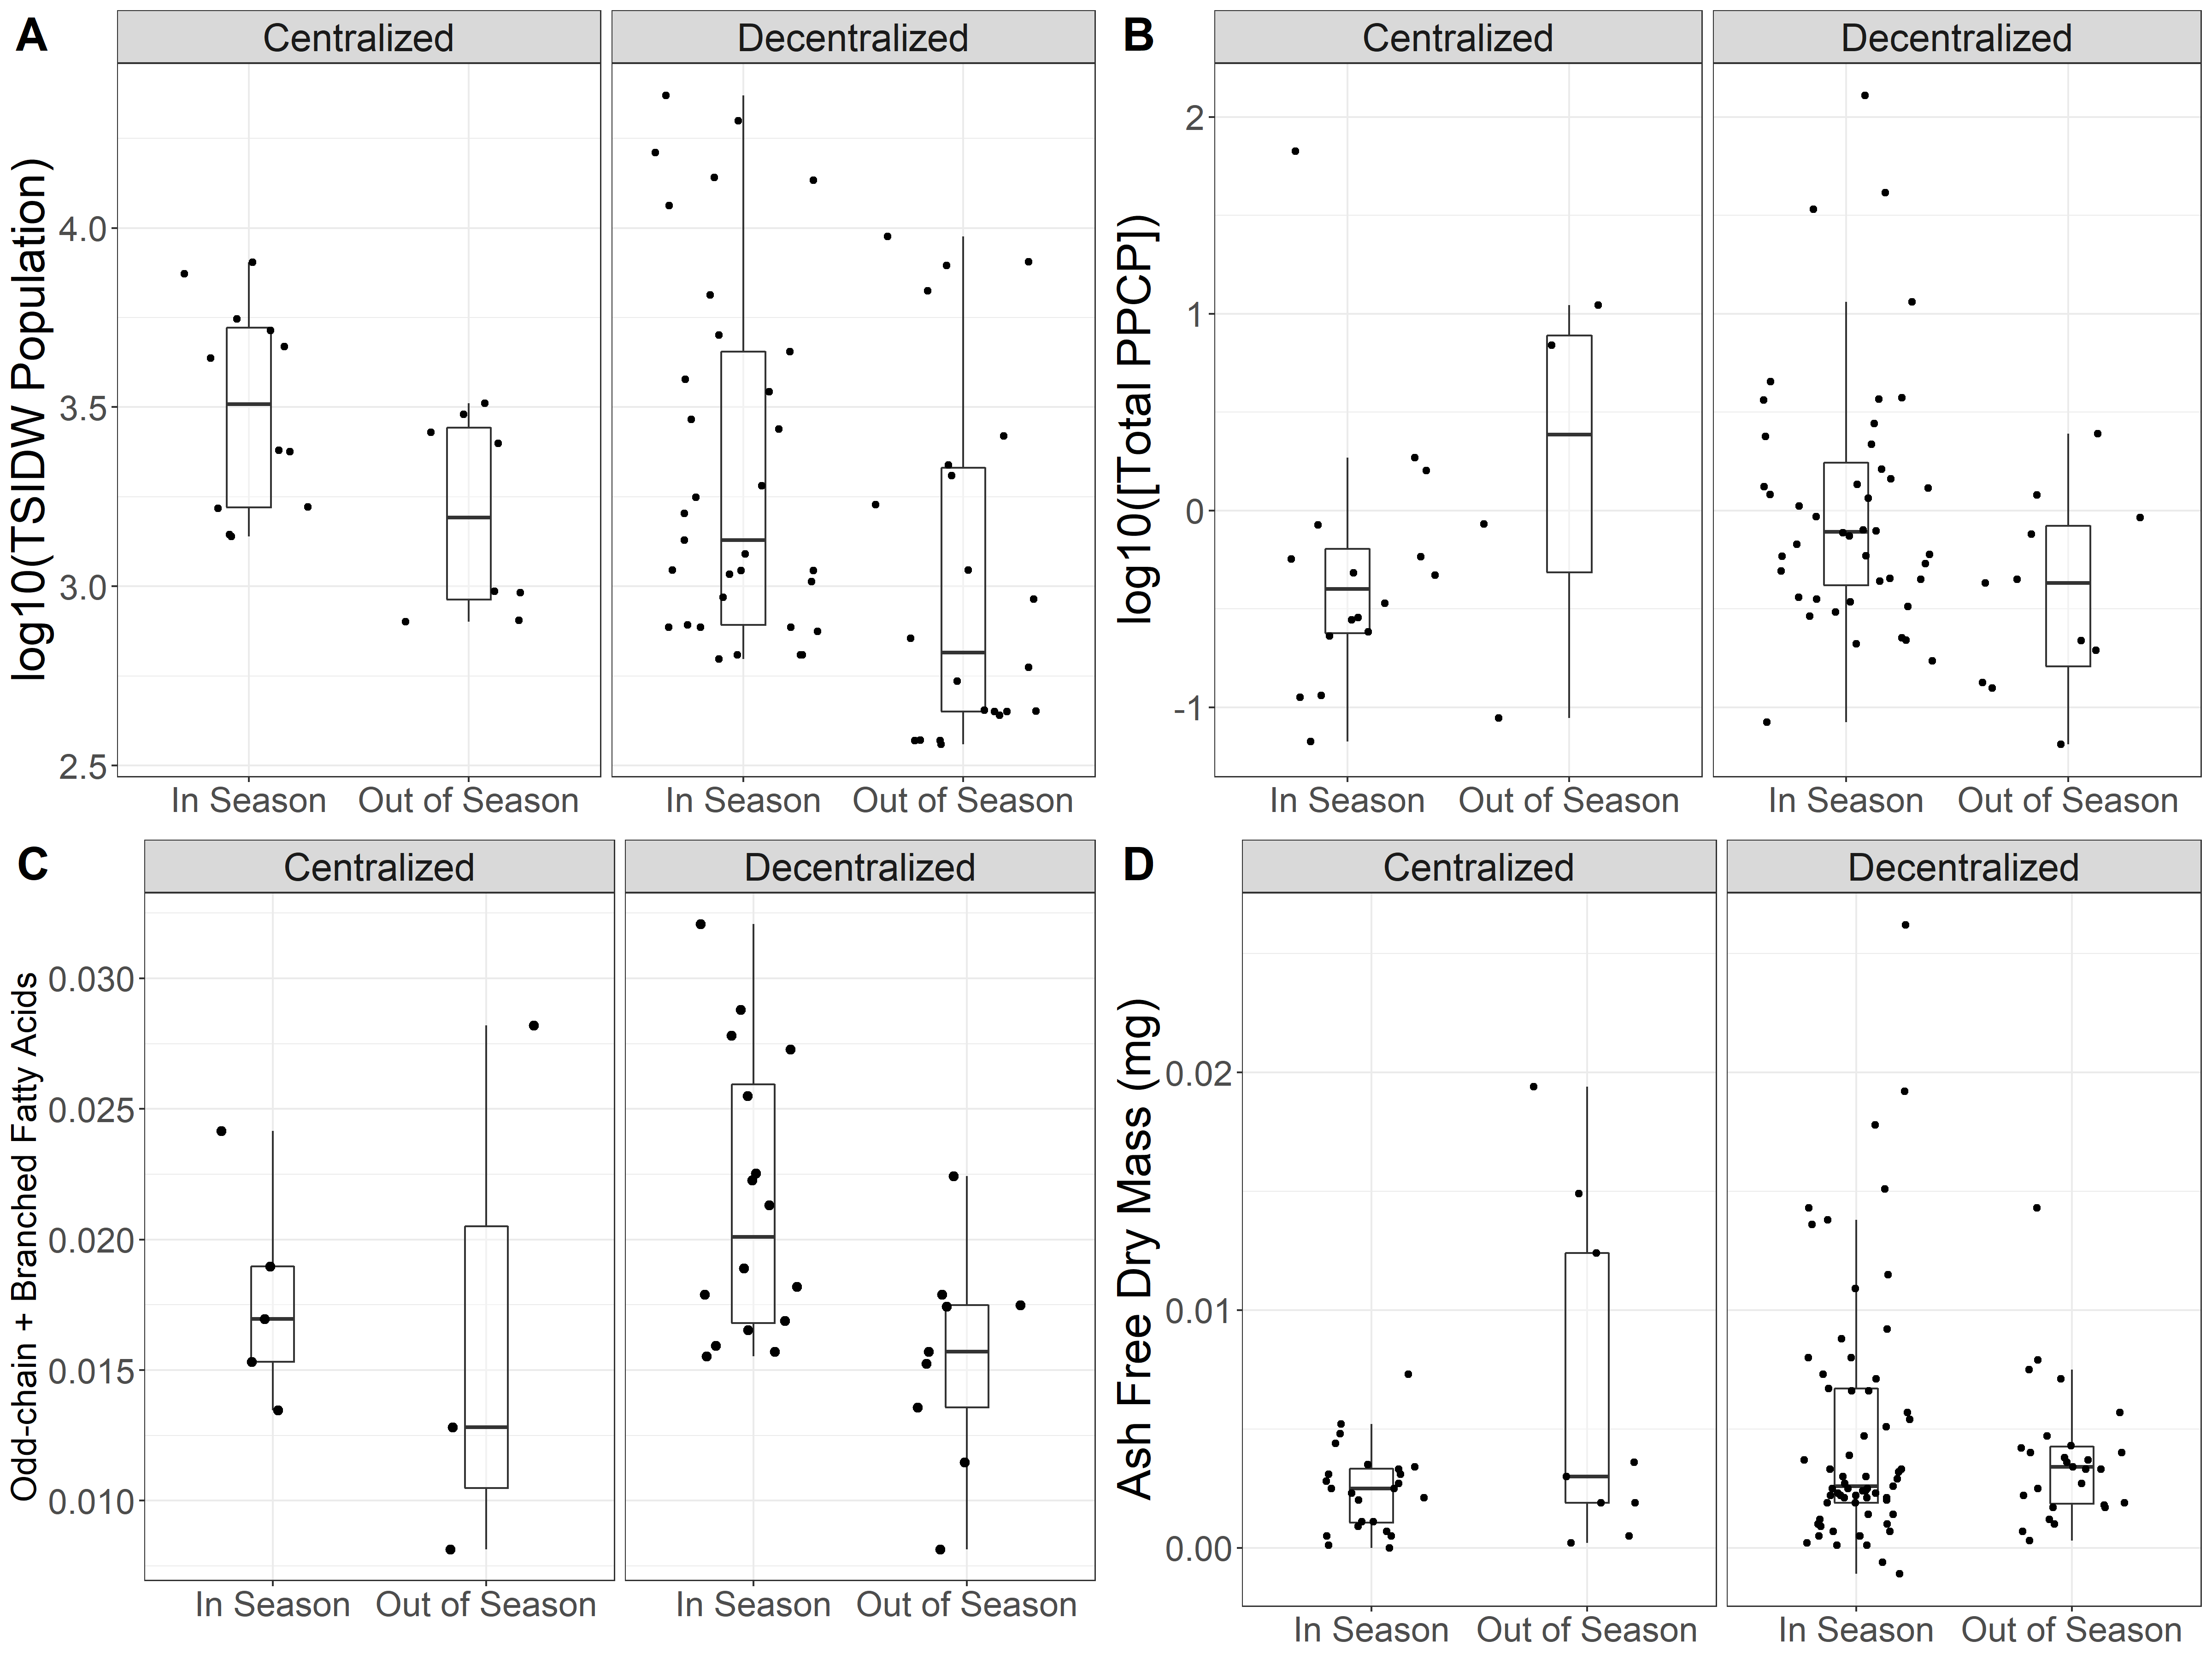 A
Centralized
Decentralized
log10(TSIDW Population)
4.0
3.5
3.0
2.5
In Season
Out of Season
In Season
Out of Season
B
Centralized
Decentralized
log10([Total PPCP])
2
1
0
-1
In Season
Out of Season
In Season
Out of Season
C
Centralized
Decentralized
Odd-chain + Branched Fatty Acids
0.030
0.025
0.020
0.015
0.010
In Season
Out of Season
In Season
Out of Season
D
Centralized
Decentralized
Ash Free Dry Mass (mg)
0.02
0.01
0.00
In Season
Out of Season
In Season
Out of Season